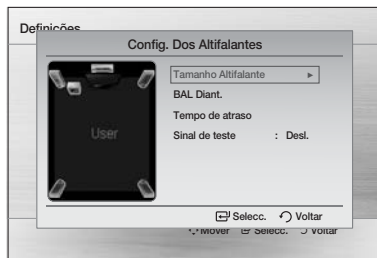 Definições
Config. Dos Altifalantes
Tamanho Altifalante ►
BAL Diant.
Tempo de atraso
User
Sinal de teste : Desl.
Selecc. Voltar
Mover Selecc. Voltar